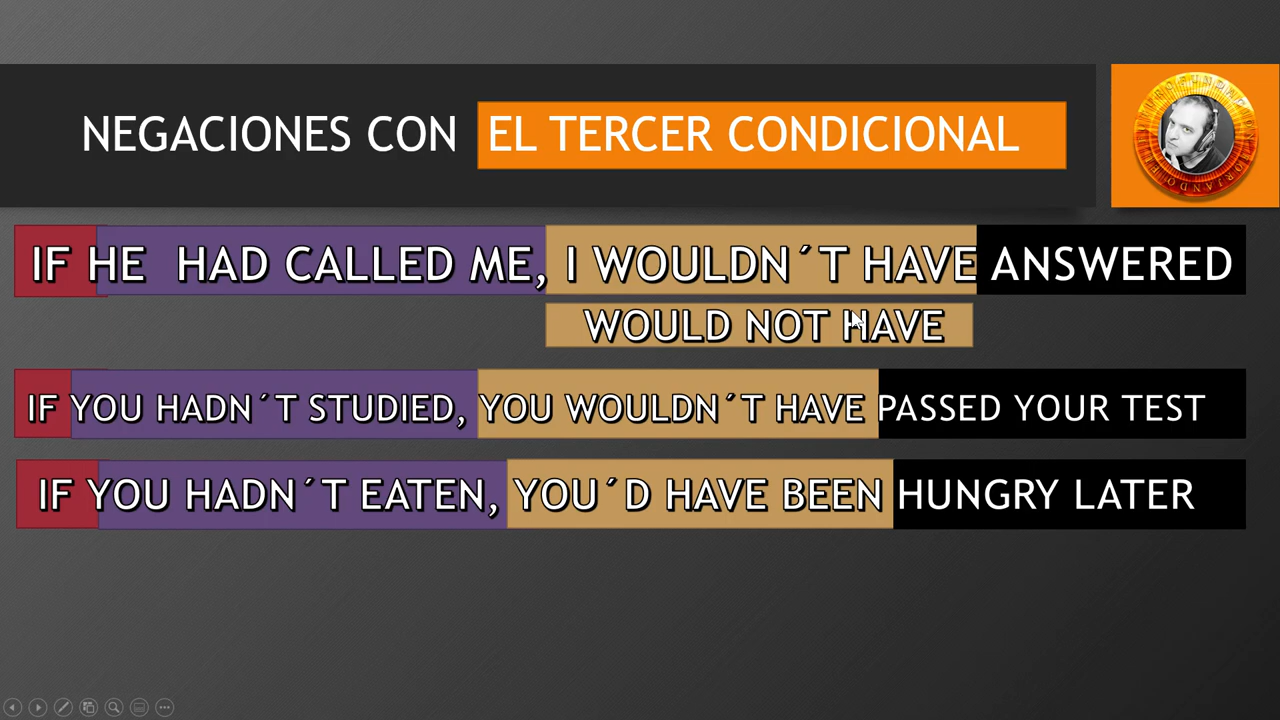 NEGACIONES CON EL TERCER CONDICIONAL
IF HE HAD CALLED ME, I WOULDN´T HAVE ANSWERED
WOULD NOT HAVE
IF YOU HADN´T STUDIED, YOU WOULDN´T HAVE PASSED YOUR TEST
IF YOU HADN´T EATEN, YOU´D HAVE BEEN HUNGRY LATER